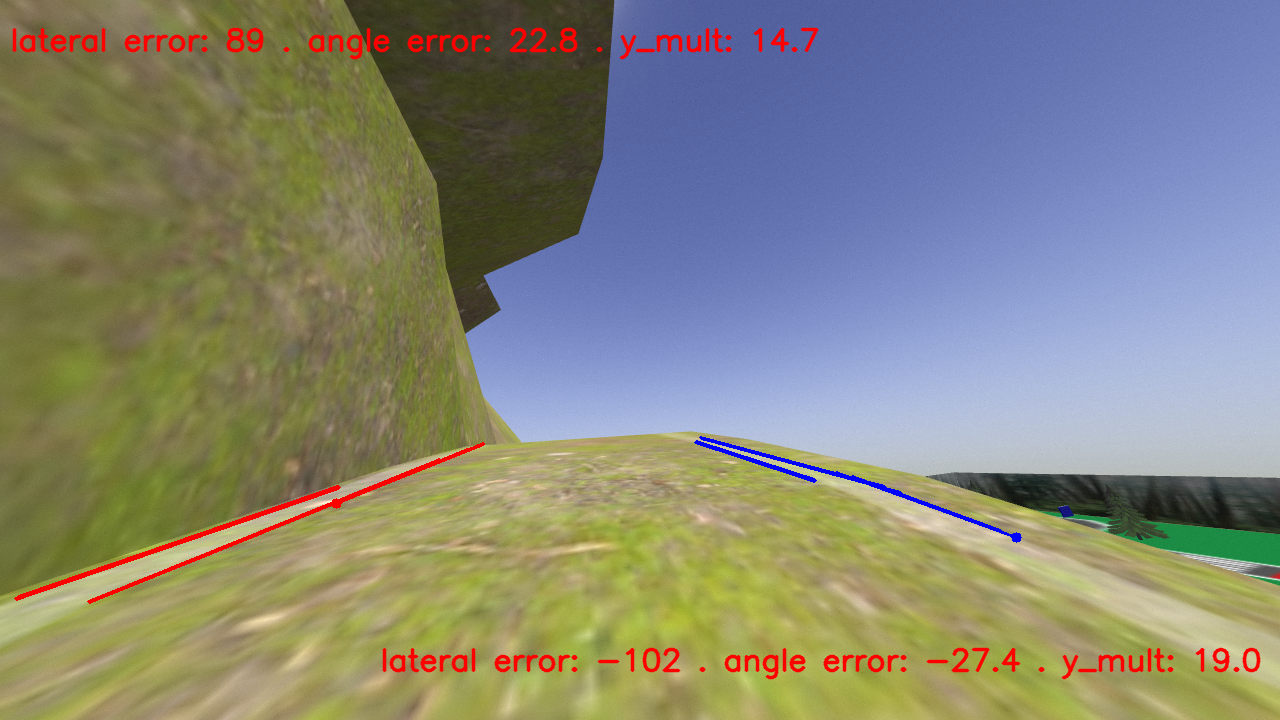 lateral error: 89 . angle error: 22.8 . y_mult: 14.7
lateral error: -102 . angle error: -27.4 . y_mult: 19.0